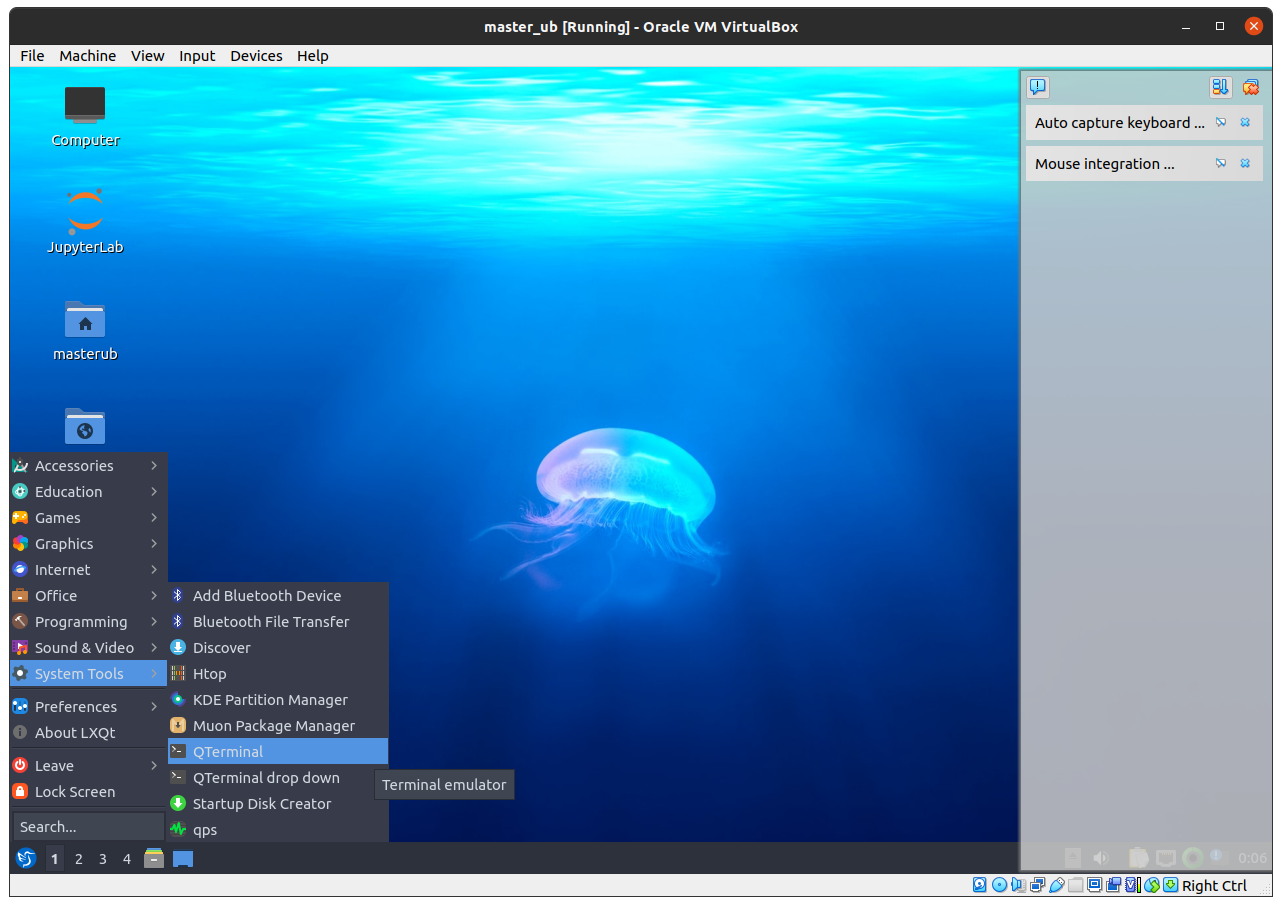 master_ub [Running] - Oracle VM VirtualBox
File Machine View Input Devices Help
Computer
JupyterLab
masterub
Auto capture keyboard ...
Mouse integration ...
Accessories
Education
Games
Graphics
Internet
Office
Programming
Sound & Video
System Tools
Preferences
About LXQt
Leave
Lock Screen
Search...
Add Bluetooth Device
Bluetooth File Transfer
Discover
Htop
KDE Partition Manager
Muon Package Manager
QTerminal
QTerminal drop down
Startup Disk Creator
qps
Terminal emulator
1 2 3 4
0:06
Right Ctrl